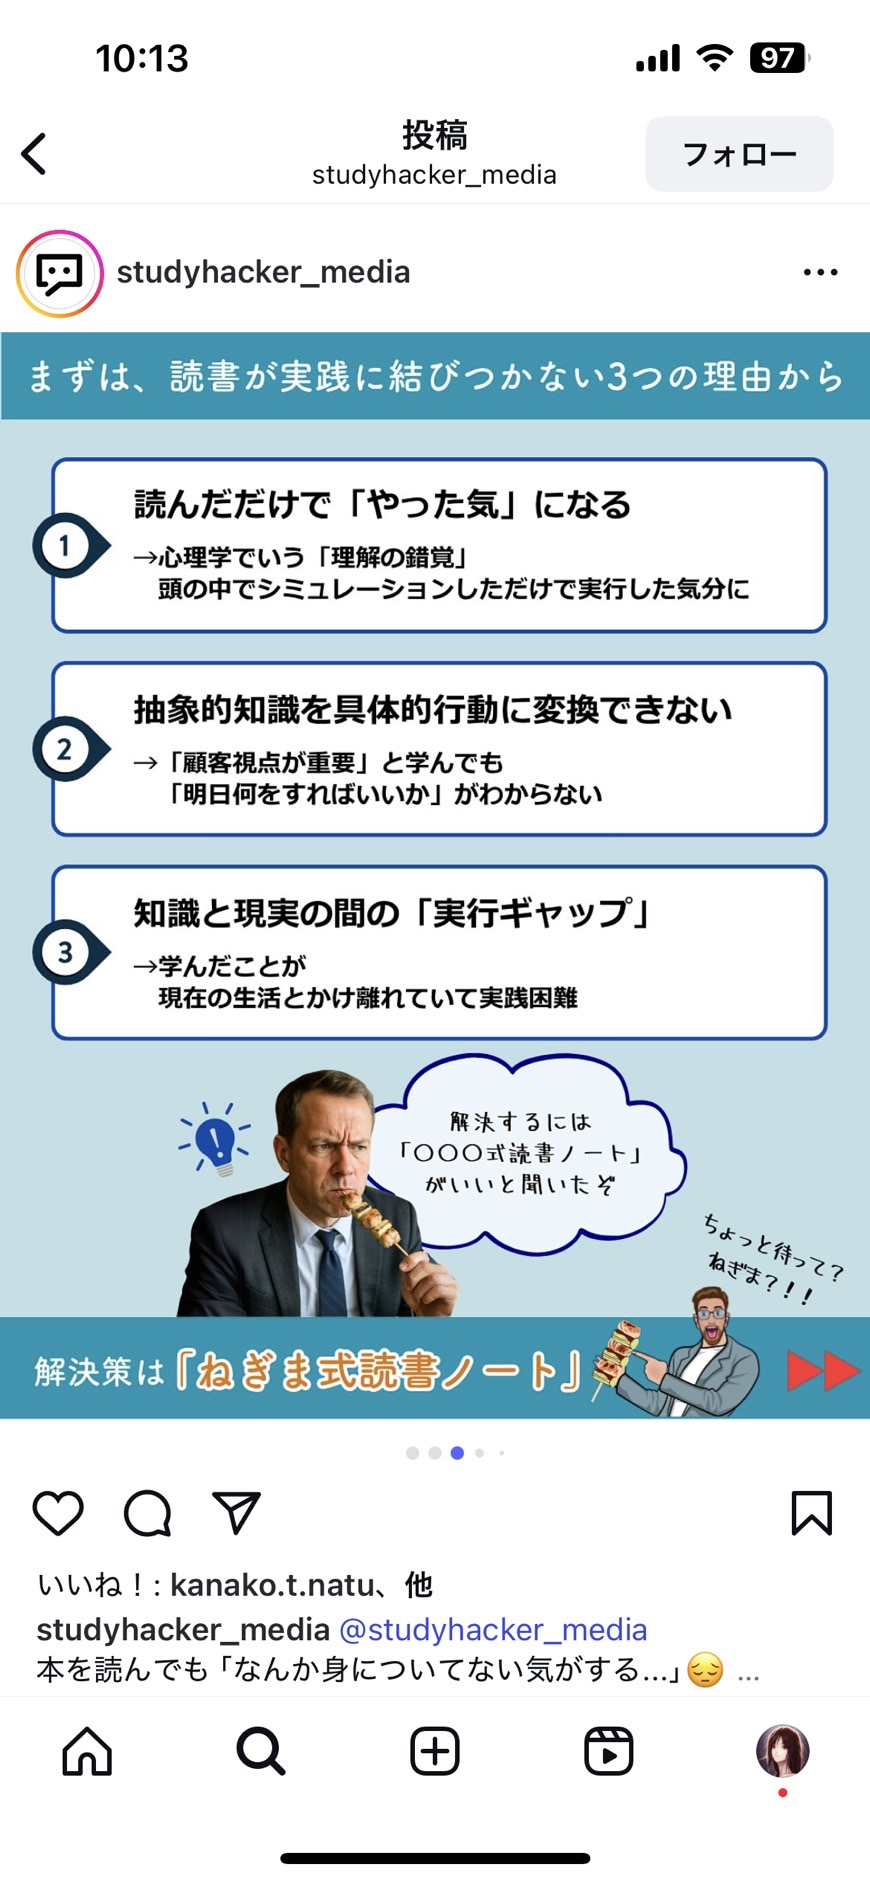 10:13
97
投稿
studyhacker_media
フォロー
studyhacker_media
まずは、読書が実践に結びつかない3つの理由から
1
読んだだけで「やった気」になる
→心理学でいう「理解の錯覚」
頭の中でシミュレーションしただけで実行した気分に
2
抽象的知識を具体的行動に変換できない
→「顧客視点が重要」と学んでも
「明日何をすればいいか」がわからない
3
知識と現実の間の「実行ギャップ」
→学んだことが
現在の生活とかけ離れていて実践困難
解決するには
「○○○式読書ノート」
がいいと聞いたぞ
ちょっと待って?
ねぎま?!!
解決策は「ねぎま式読書ノート」
いいね!: kanako.t.natu、他
studyhacker_media @studyhacker_media
本を読んでも「なんか身についてない気がする...」😔 ...